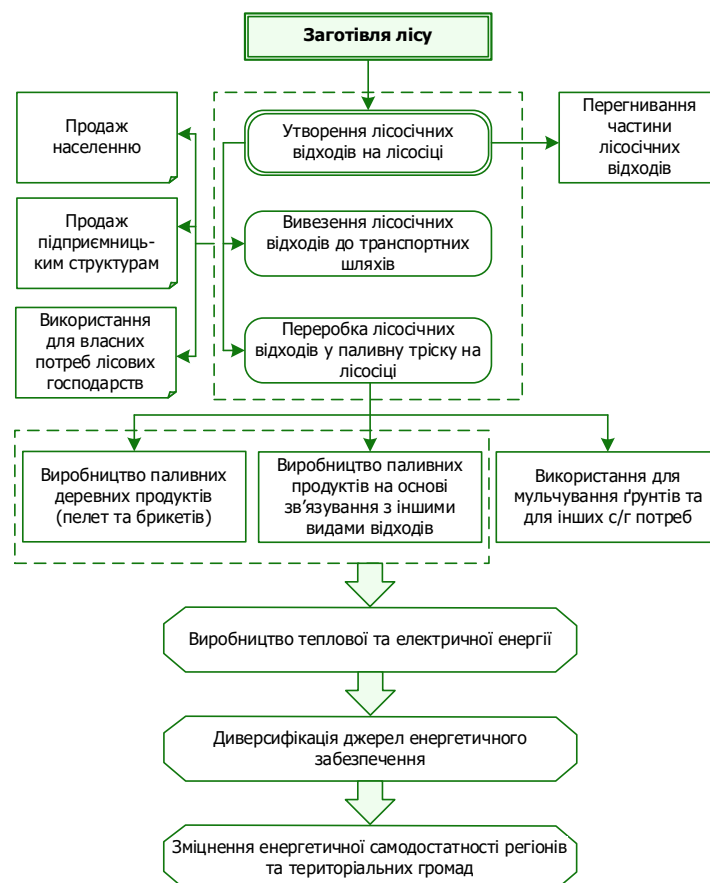 Заготівля лісу
Продаж
населенню
Утворення лісосічних
відходів на лісосіці
Перегнивання
частини
лісосічних
відходів
Продаж
підприємниць-
ким структурам
Вивезення лісосічних
відходів до транспортних
шляхів
Використання
для власних
потреб лісових
господарств
Переробка лісосічних
відходів у паливну тріску на
лісосіці
Виробництво паливних
деревних продуктів
(пелет та брикетів)
Виробництво паливних
продуктів на основі
зв’язування з іншими
видами відходів
Використання для
мульчування ґрунтів та
для інших с/г потреб
Виробництво теплової та електричної енергії
Диверсифікація джерел енергетичного
забезпечення
Зміцнення енергетичної самодостатності регіонів
та територіальних громад